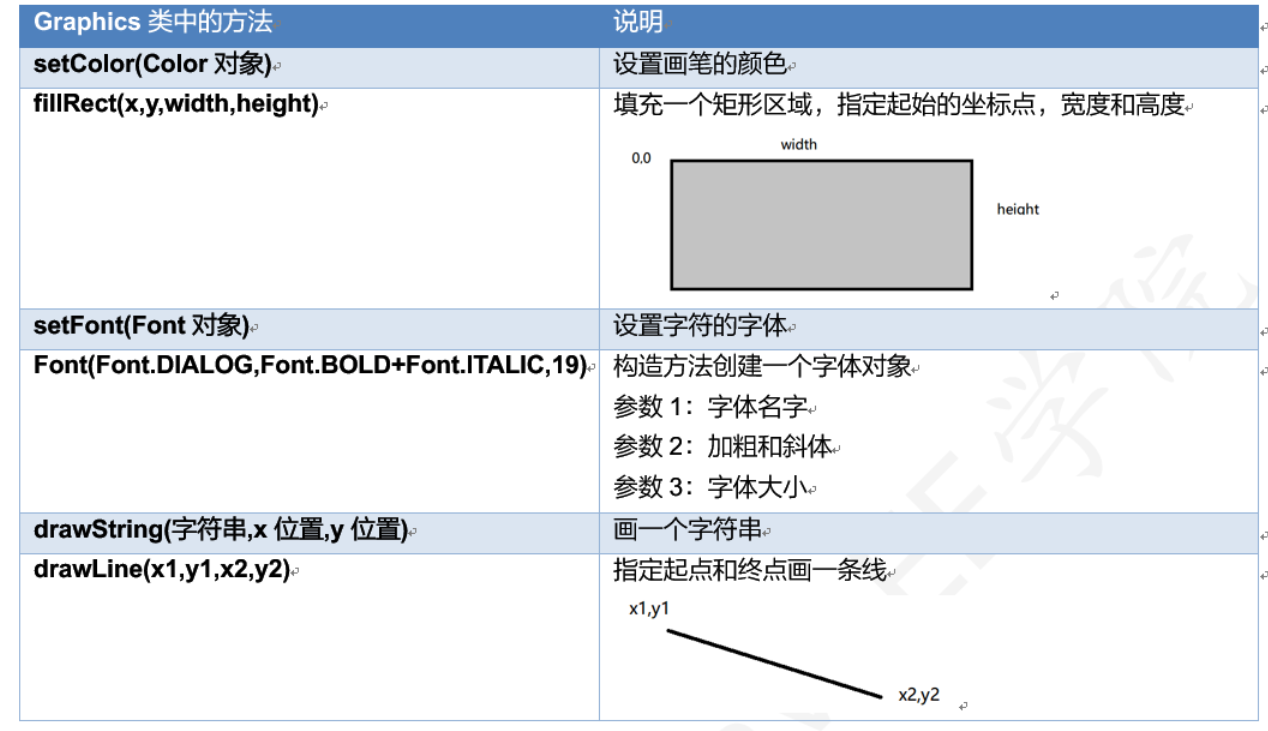 Graphics 类中的方法
说明
setColor(Color 对象)
设置画笔的颜色
fillRect(x,y,width,height)
填充一个矩形区域，指定起始的坐标点，宽度和高度
width
0,0
height
setFont(Font 对象)
设置字符的字体
Font(Font.DIALOG,Font.BOLD+Font.ITALIC,19)
构造方法创建一个字体对象
参数 1：字体名字
参数 2：加粗和斜体
参数 3：字体大小
drawString(字符串,x 位置,y 位置)
画一个字符串
drawLine(x1,y1,x2,y2)
指定起点和终点画一条线
x1,y1
x2,y2